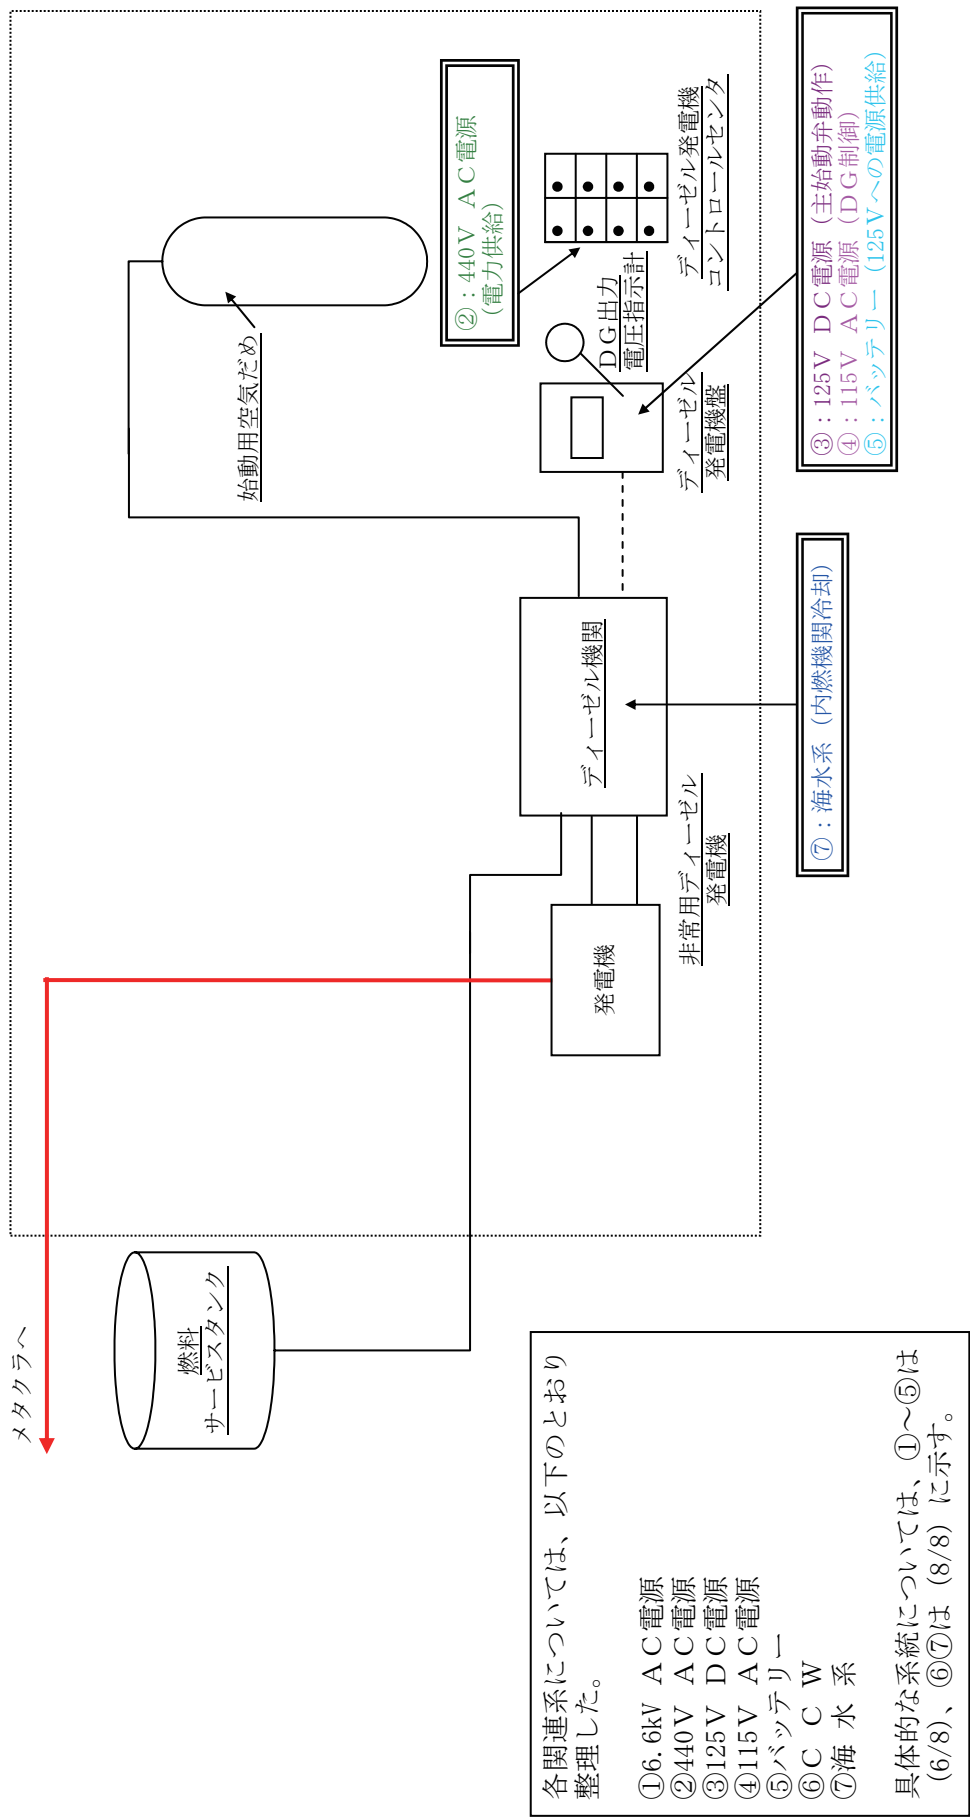 メタクラへ
燃料
サービスタンク
始動用空気だめ
②：440V ＡＣ電源
（電力供給）
発電機
ディーゼル機関
非常用ディーゼル
発電機
ＤＧ出力
電圧指示計
ディーゼル
発電機盤
ディーゼル発電機
コントロールセンタ
⑦：海水系（内燃機関冷却）
③：125V ＤＣ電源（主始動弁動作）
④：115V ＡＣ電源（ＤＧ制御）
⑤：バッテリー（125Vへの電源供給）
各関連系については、以下のとおり
整理した。
①6.6kV ＡＣ電源
②440V ＡＣ電源
③125V ＤＣ電源
④115V ＡＣ電源
⑤バッテリー
⑥Ｃ Ｃ Ｗ
⑦海 水 系
具体的な系統については、①～⑤は
(6/8)、⑥⑦は (8/8) に示す。